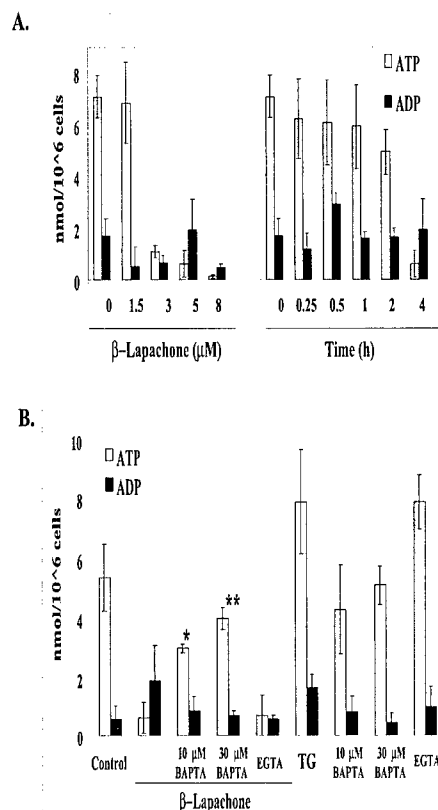 A.
8
6
4
2
0
nmol/10^6 cells
ATP
ADP
0 1.5 3 5 8
β–Lapachone (μM)
0 0.25 0.5 1 2 4
Time (h)
B.
10
8
6
4
2
0
nmol/10^6 cells
ATP
ADP
* **
Control 10 μM BAPTA 30 μM BAPTA EGTA TG 10 μM BAPTA 30 μM BAPTA EGTA
β–Lapachone